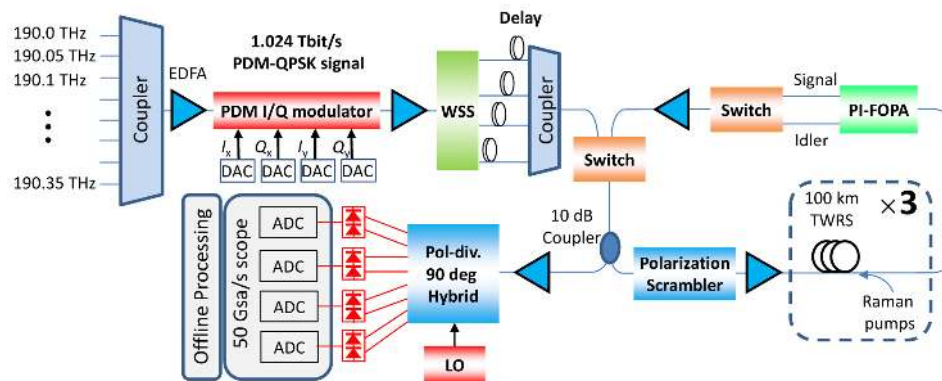 190.0 THz
190.05 THz
190.1 THz
190.35 THz
Coupler
EDFA
1.024 Tbit/s
PDM-QPSK signal
PDM I/Q modulator
Ix Qx Iy Qy
DAC DAC DAC DAC
WSS
Delay
Coupler
Switch
Switch
Signal
Idler
PI-FOPA
100 km
TWRS
×3
Raman
pumps
Polarization
Scrambler
10 dB
Coupler
Pol-div.
90 deg
Hybrid
LO
ADC
ADC
ADC
ADC
50 Gsa/s scope
Offline Processing